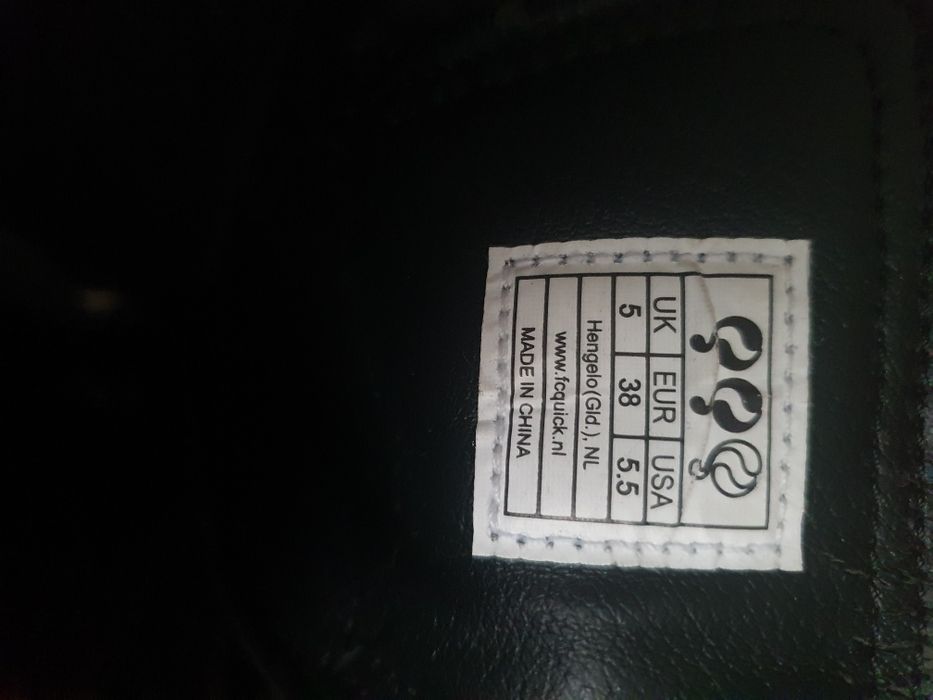 UK EUR USA
5 38 5.5
Hengelo(Gld.), NL
www.fcquick.nl
MADE IN CHINA